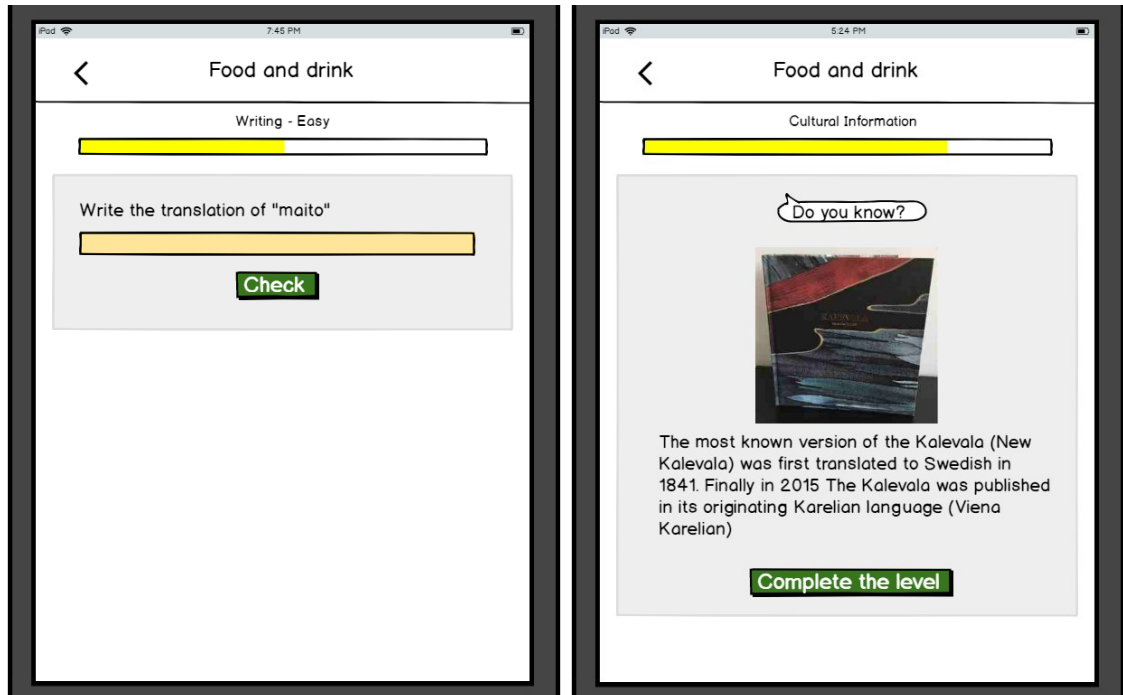 iPod 7:45 PM
Food and drink
Writing - Easy
Write the translation of "maito"
Check
iPod 5:24 PM
Food and drink
Cultural Information
Do you know?
KALEVALA
The most known version of the Kalevala (New
Kalevala) was first translated to Swedish in
1841. Finally in 2015 The Kalevala was published
in its originating Karelian language (Viena
Karelian)
Complete the level